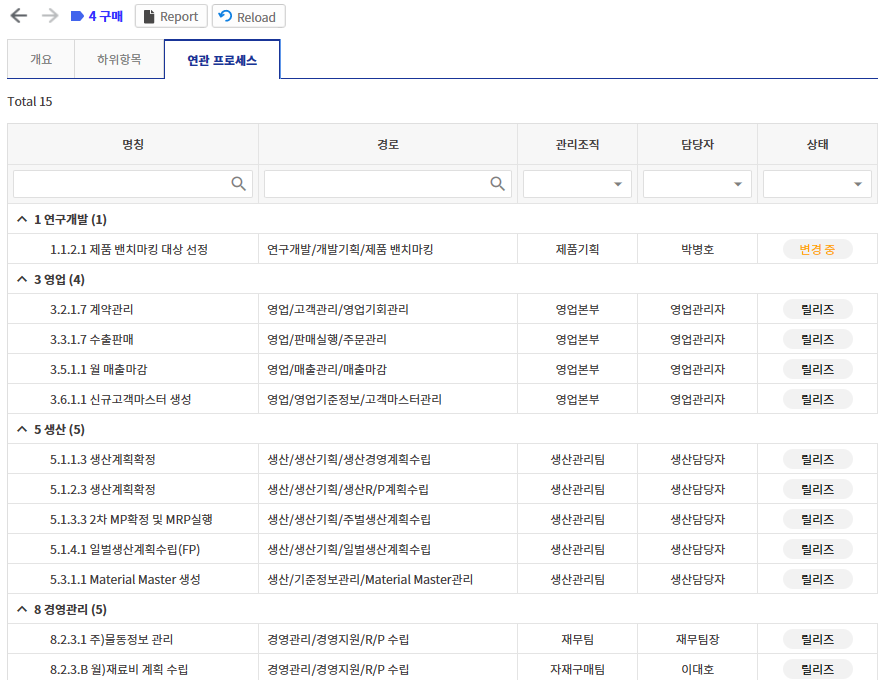 4 구매 Report Reload
개요 하위항목 연관 프로세스
Total 15
명칭 경로 관리조직 담당자 상태
1 연구개발 (1)
1.1.2.1 제품 밴치마킹 대상 선정 연구개발/개발기획/제품 밴치마킹 제품기획 박병호 변경 중
3 영업 (4)
3.2.1.7 계약관리 영업/고객관리/영업기회관리 영업본부 영업관리자 릴리즈
3.3.1.7 수출판매 영업/판매실행/주문관리 영업본부 영업관리자 릴리즈
3.5.1.1 월 매출마감 영업/매출관리/매출마감 영업본부 영업관리자 릴리즈
3.6.1.1 신규고객마스터 생성 영업/영업기준정보/고객마스터관리 영업본부 영업관리자 릴리즈
5 생산 (5)
5.1.1.3 생산계획확정 생산/생산기획/생산경영계획수립 생산관리팀 생산담당자 릴리즈
5.1.2.3 생산계획확정 생산/생산기획/생산R/P계획수립 생산관리팀 생산담당자 릴리즈
5.1.3.3 2차 MP확정 및 MRP실행 생산/생산기획/주별생산계획수립 생산관리팀 생산담당자 릴리즈
5.1.4.1 일별생산계획수립(FP) 생산/생산기획/일별생산계획수립 생산관리팀 생산담당자 릴리즈
5.3.1.1 Material Master 생성 생산/기준정보관리/Material Master관리 생산관리팀 생산담당자 릴리즈
8 경영관리 (5)
8.2.3.1 주)물동정보 관리 경영관리/경영지원/R/P 수립 재무팀 재무팀장 릴리즈
8.2.3.B 월)재료비 계획 수립 경영관리/경영지원/R/P 수립 자재구매팀 이대호 릴리즈